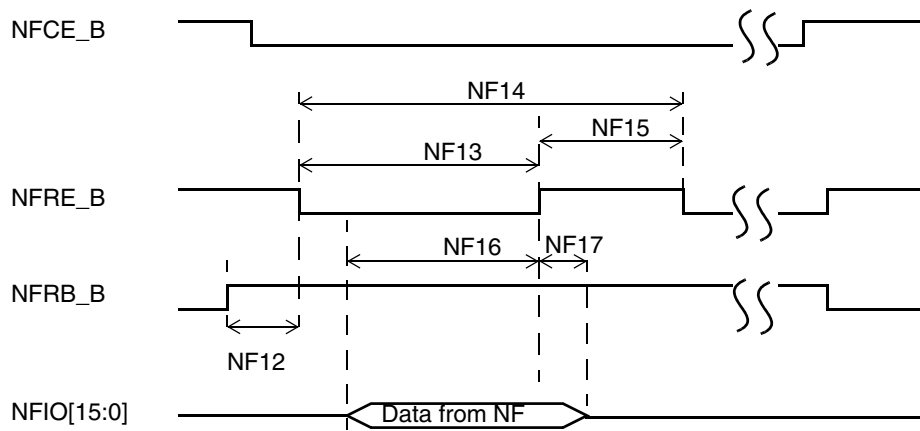 NFCE_B
NF14
NF15
NF13
NFRE_B
NF16
NF17
NFRB_B
NF12
NFIO[15:0]
Data from NF